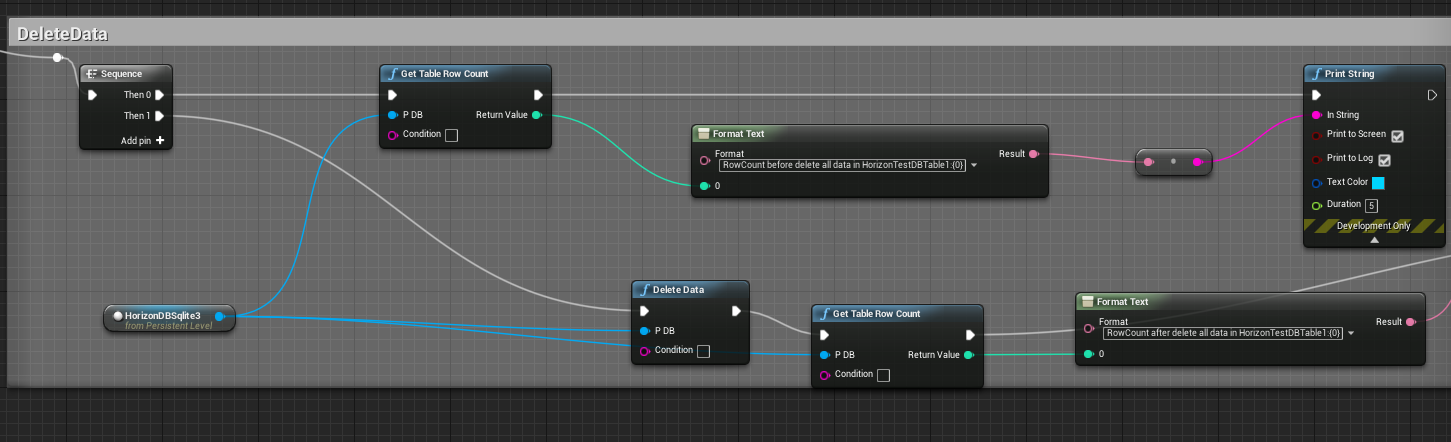 DeleteData
Sequence
Then 0
Then 1
Add pin
Get Table Row Count
P DB
Return Value
Condition
Format Text
Format
RowCount before delete all data in HorizonTestDBTable1:{0}
Result
0
Print String
In String
Print to Screen
Print to Log
Text Color
Duration 5
Development Only
HorizonDBSqlite3
from Persistent Level
Delete Data
P DB
Condition
Get Table Row Count
P DB
Return Value
Condition
Format Text
Format
RowCount after delete all data in HorizonTestDBTable1:{0}
Result
0